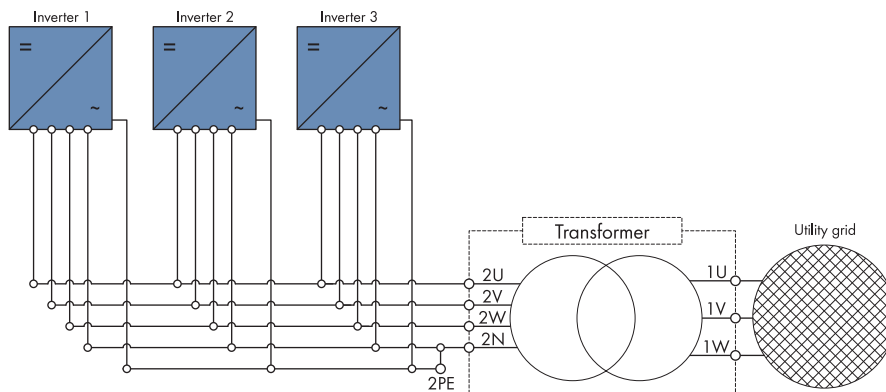 Inverter 1
Inverter 2
Inverter 3
=
~
=
~
=
~
Transformer
Utility grid
2U
2V
2W
2N
2PE
1U
1V
1W